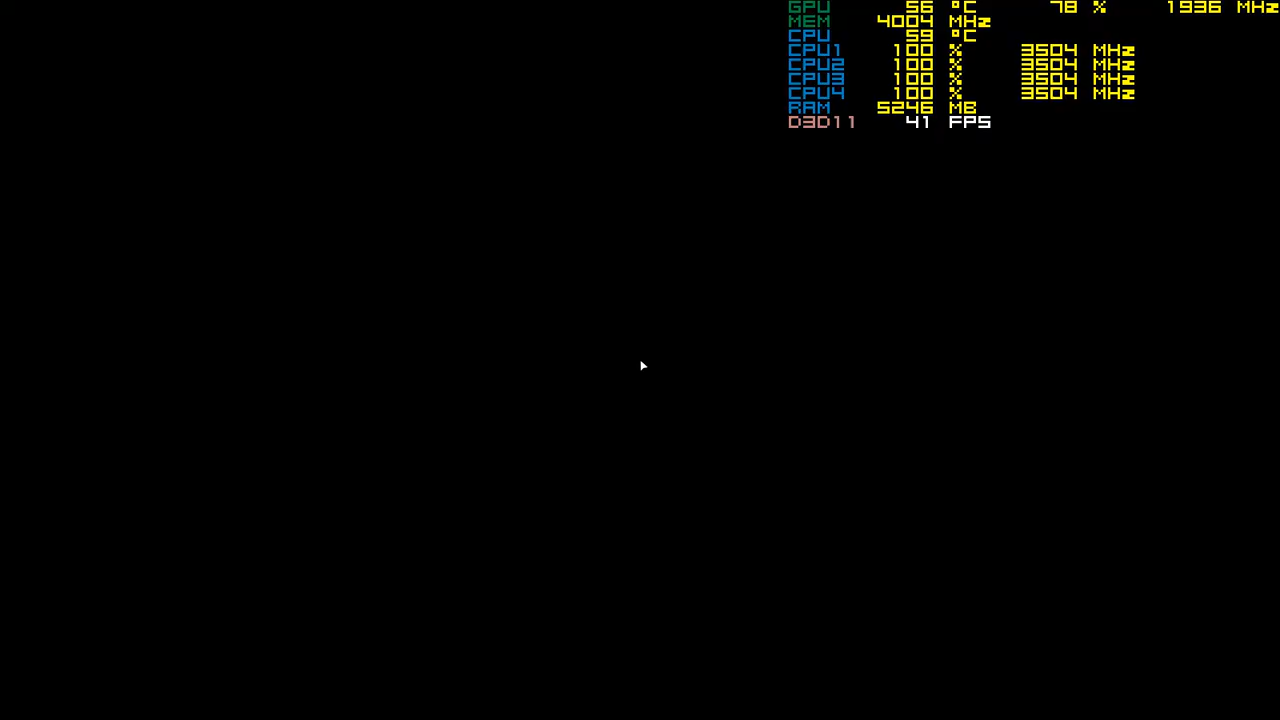 GPU 56 °C 78 % 1936 MHz
MEM 4004 MHz
CPU 59 °C
CPU1 100 % 3504 MHz
CPU2 100 % 3504 MHz
CPU3 100 % 3504 MHz
CPU4 100 % 3504 MHz
RAM 5246 MB
D3D11 41 FPS